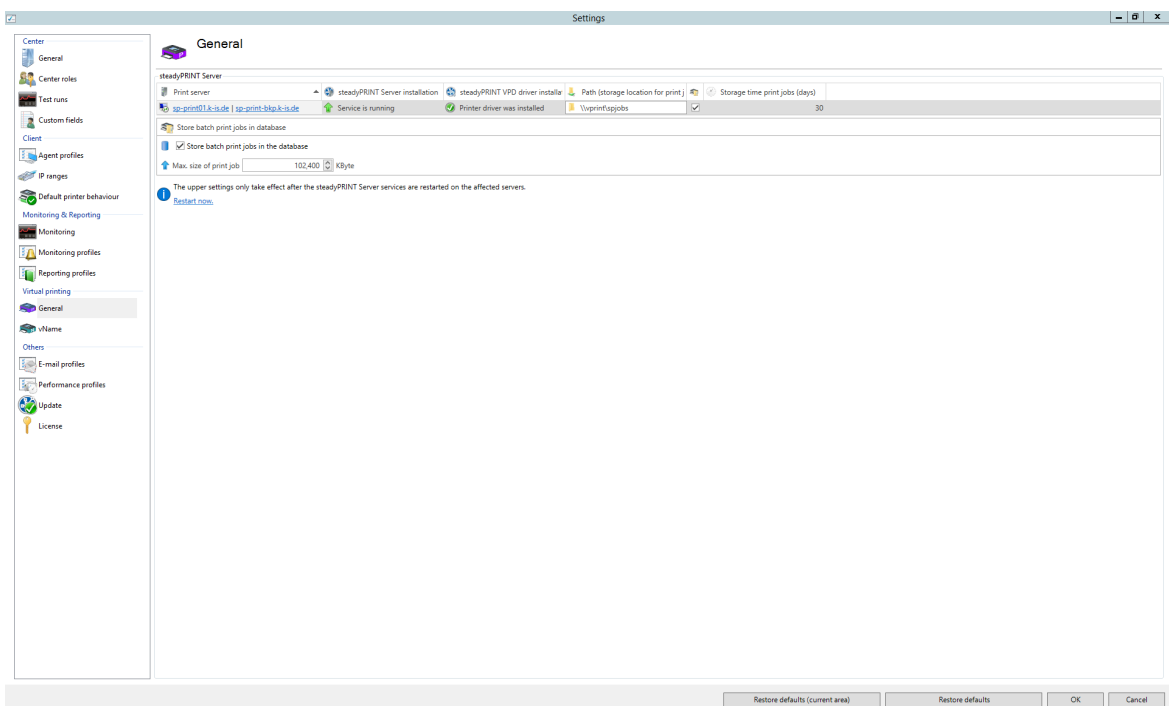 Settings
Center
General
Center roles
Test runs
Custom fields
Client
Agent profiles
IP ranges
Default printer behaviour
Monitoring & Reporting
Monitoring
Monitoring profiles
Reporting profiles
Virtual printing
General
vName
Others
E-mail profiles
Performance profiles
Update
License
General
steadyPRINT Server
Print server steadyPRINT Server installation steadyPRINT VPD driver installa Path (storage location for print j Storage time print jobs (days)
sp-print01.k-is.de | sp-print-bkp.k-is.de Service is running Printer driver was installed \\vprint\spjobs 30
Store batch print jobs in database
Store batch print jobs in the database
Max. size of print job 102,400 KByte
The upper settings only take effect after the steadyPRINT Server services are restarted on the affected servers.
Restart now.
Restore defaults (current area) Restore defaults OK Cancel